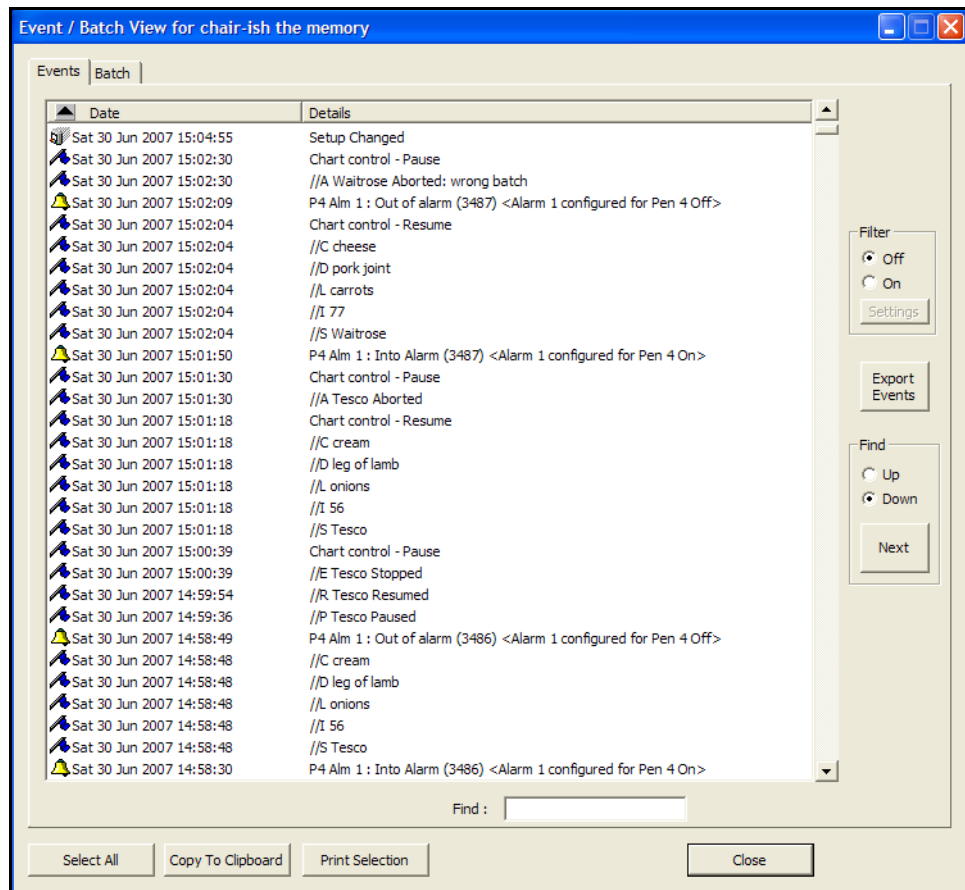 Event / Batch View for chair-ish the memory
Events Batch
Date Details
Sat 30 Jun 2007 15:04:55 Setup Changed
Sat 30 Jun 2007 15:02:30 Chart control - Pause
Sat 30 Jun 2007 15:02:30 //A Waitrose Aborted: wrong batch
Sat 30 Jun 2007 15:02:09 P4 Alm 1 : Out of alarm (3487) <Alarm 1 configured for Pen 4 Off>
Sat 30 Jun 2007 15:02:04 Chart control - Resume
Sat 30 Jun 2007 15:02:04 //C cheese
Sat 30 Jun 2007 15:02:04 //D pork joint
Sat 30 Jun 2007 15:02:04 //L carrots
Sat 30 Jun 2007 15:02:04 //I 77
Sat 30 Jun 2007 15:02:04 //S Waitrose
Sat 30 Jun 2007 15:01:50 P4 Alm 1 : Into Alarm (3487) <Alarm 1 configured for Pen 4 On>
Sat 30 Jun 2007 15:01:30 Chart control - Pause
Sat 30 Jun 2007 15:01:30 //A Tesco Aborted
Sat 30 Jun 2007 15:01:18 Chart control - Resume
Sat 30 Jun 2007 15:01:18 //C cream
Sat 30 Jun 2007 15:01:18 //D leg of lamb
Sat 30 Jun 2007 15:01:18 //L onions
Sat 30 Jun 2007 15:01:18 //I 56
Sat 30 Jun 2007 15:01:18 //S Tesco
Sat 30 Jun 2007 15:00:39 Chart control - Pause
Sat 30 Jun 2007 15:00:39 //E Tesco Stopped
Sat 30 Jun 2007 14:59:54 //R Tesco Resumed
Sat 30 Jun 2007 14:59:36 //P Tesco Paused
Sat 30 Jun 2007 14:58:49 P4 Alm 1 : Out of alarm (3486) <Alarm 1 configured for Pen 4 Off>
Sat 30 Jun 2007 14:58:48 //C cream
Sat 30 Jun 2007 14:58:48 //D leg of lamb
Sat 30 Jun 2007 14:58:48 //L onions
Sat 30 Jun 2007 14:58:48 //I 56
Sat 30 Jun 2007 14:58:48 //S Tesco
Sat 30 Jun 2007 14:58:30 P4 Alm 1 : Into Alarm (3486) <Alarm 1 configured for Pen 4 On>
Filter
Off
On
Settings
Export
Events
Find
Up
Down
Next
Find :
Select All Copy To Clipboard Print Selection Close